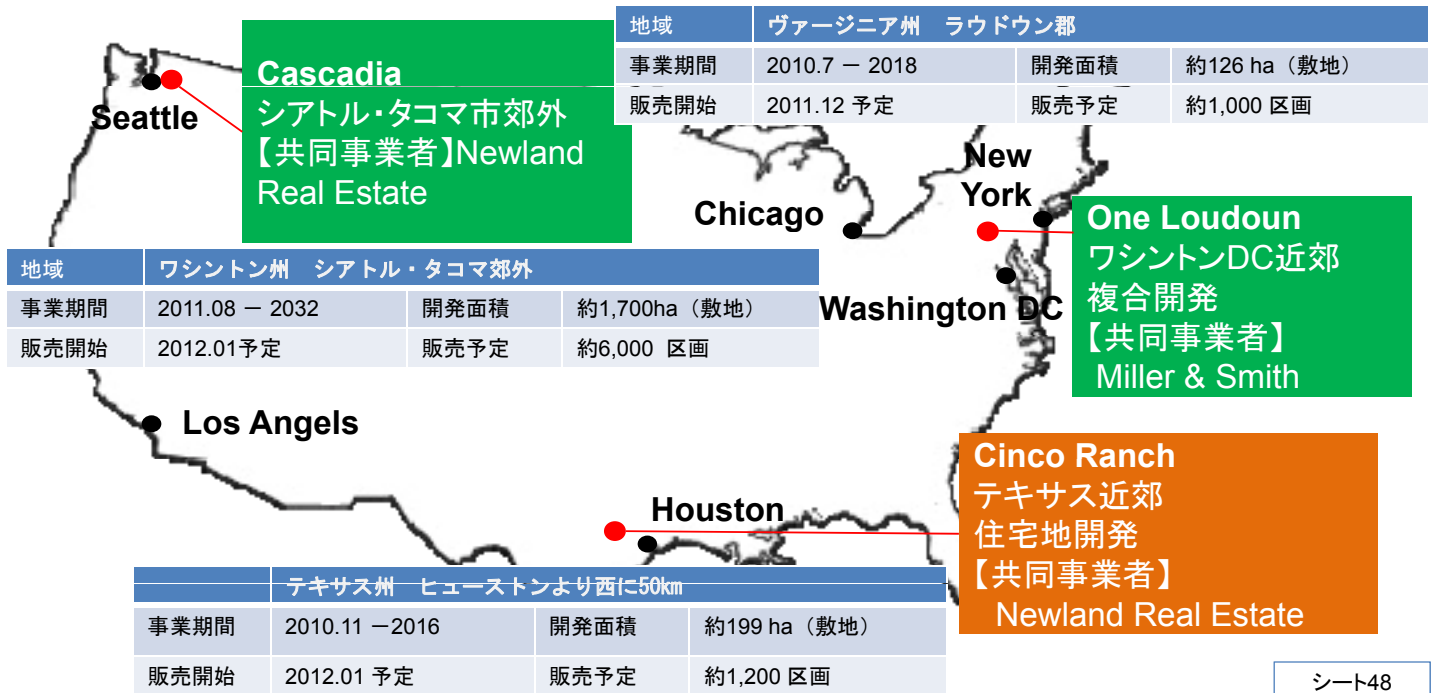 地域 ヴァージニア州 ラウドウン郡
事業期間 2010.7 － 2018 開発面積 約126 ha（敷地）
販売開始 2011.12 予定 販売予定 約1,000 区画
Cascadia
シアトル・タコマ市郊外
【共同事業者】Newland
Real Estate
Seattle
New
York
Chicago
Washington DC
One Loudoun
ワシントンDC近郊
複合開発
【共同事業者】
Miller & Smith
地域 ワシントン州 シアトル・タコマ郊外
事業期間 2011.08 － 2032 開発面積 約1,700ha（敷地）
販売開始 2012.01予定 販売予定 約6,000 区画
Los Angels
Houston
Cinco Ranch
テキサス近郊
住宅地開発
【共同事業者】
Newland Real Estate
テキサス州 ヒューストンより西に50㎞
事業期間 2010.11 －2016 開発面積 約199 ha（敷地）
販売開始 2012.01 予定 販売予定 約1,200 区画
シート48